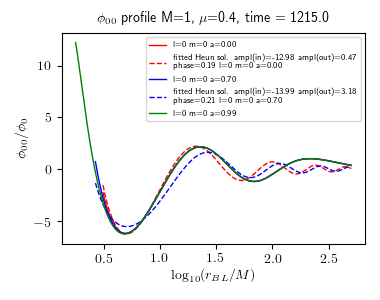 ϕ₀₀ profile M=1, μ=0.4, time = 1215.0
l=0 m=0 a=0.00
fitted Heun sol. ampl(in)=-12.98 ampl(out)=0.47
phase=0.19 l=0 m=0 a=0.00
l=0 m=0 a=0.70
fitted Heun sol. ampl(in)=-13.99 ampl(out)=3.18
phase=0.21 l=0 m=0 a=0.70
l=0 m=0 a=0.99
ϕ₀₀/ϕ₀
10
5
0
−5
0.5 1.0 1.5 2.0 2.5
log₁₀(r_BL/M)